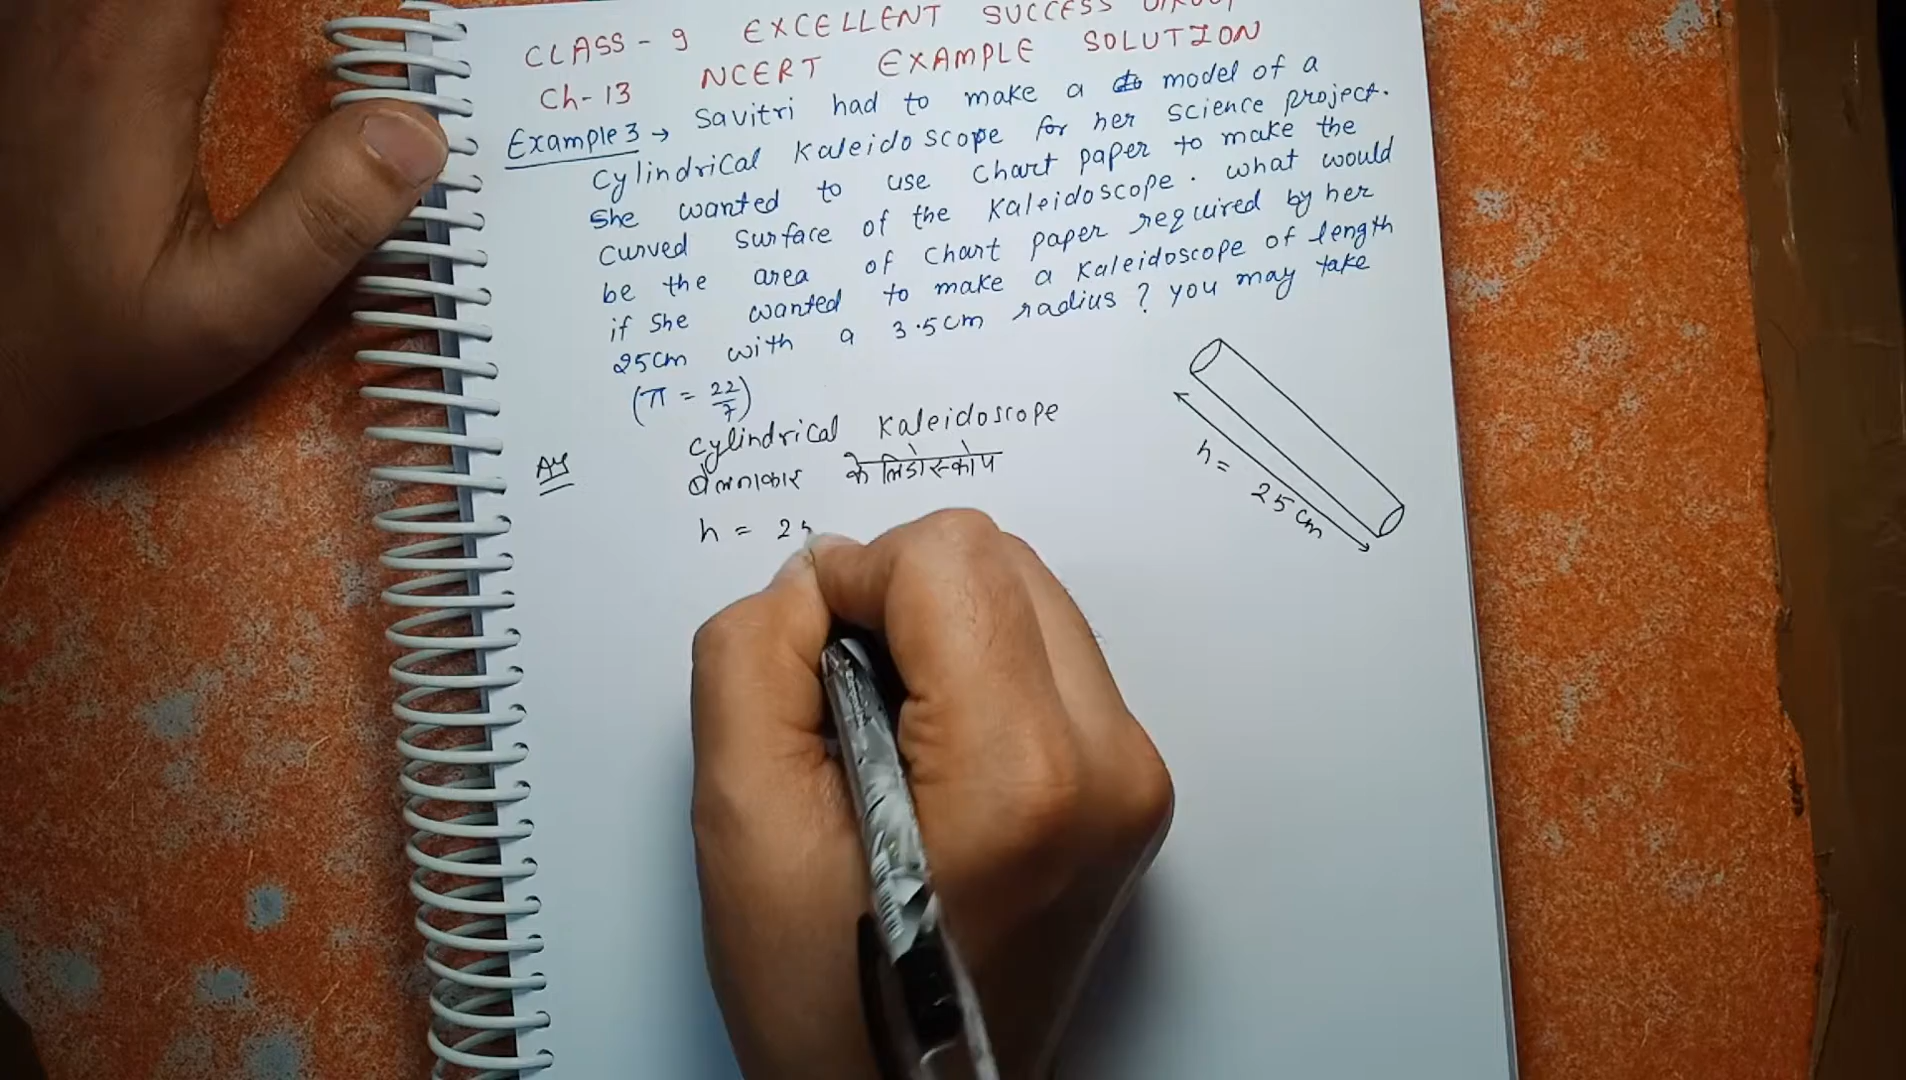 CLASS - 9 EXCELLENT SUCCESS
Ch - 13 NCERT EXAMPLE SOLUTION
Example 3 → Savitri had to make a model of a
Cylindrical Kaleidoscope for her science project.
She wanted to use Chart paper to make the
curved surface of the Kaleidoscope. what would
be the area of Chart paper required by her
if She wanted to make a Kaleidoscope of length
25cm with a 3.5cm radius? you may take
(π = 22/7)
Cylindrical Kaleidoscope
बेलनाकार केलिडोस्कोप
h = 25
h = 25 cm